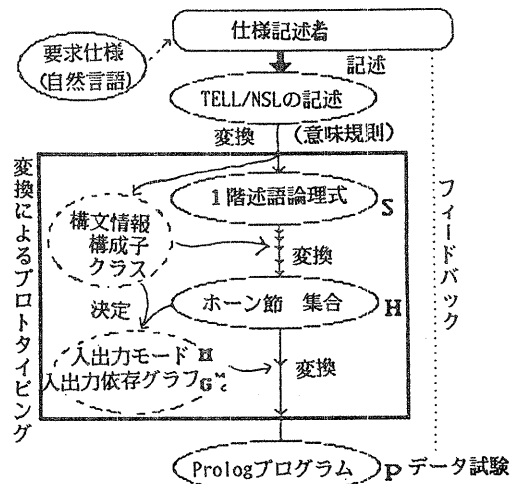 仕様記述者
要求仕様
(自然言語)
記述
TELL/NSLの記述
変換
(意味規則)
変換によるプロトタイピング
フィードバック
1階述語論理式
S
構文情報
構成子
クラス
変換
決定
ホーン節 集合
H
入出力モード M
入出力依存グラフ
変換
Prologプログラム
P
データ試験